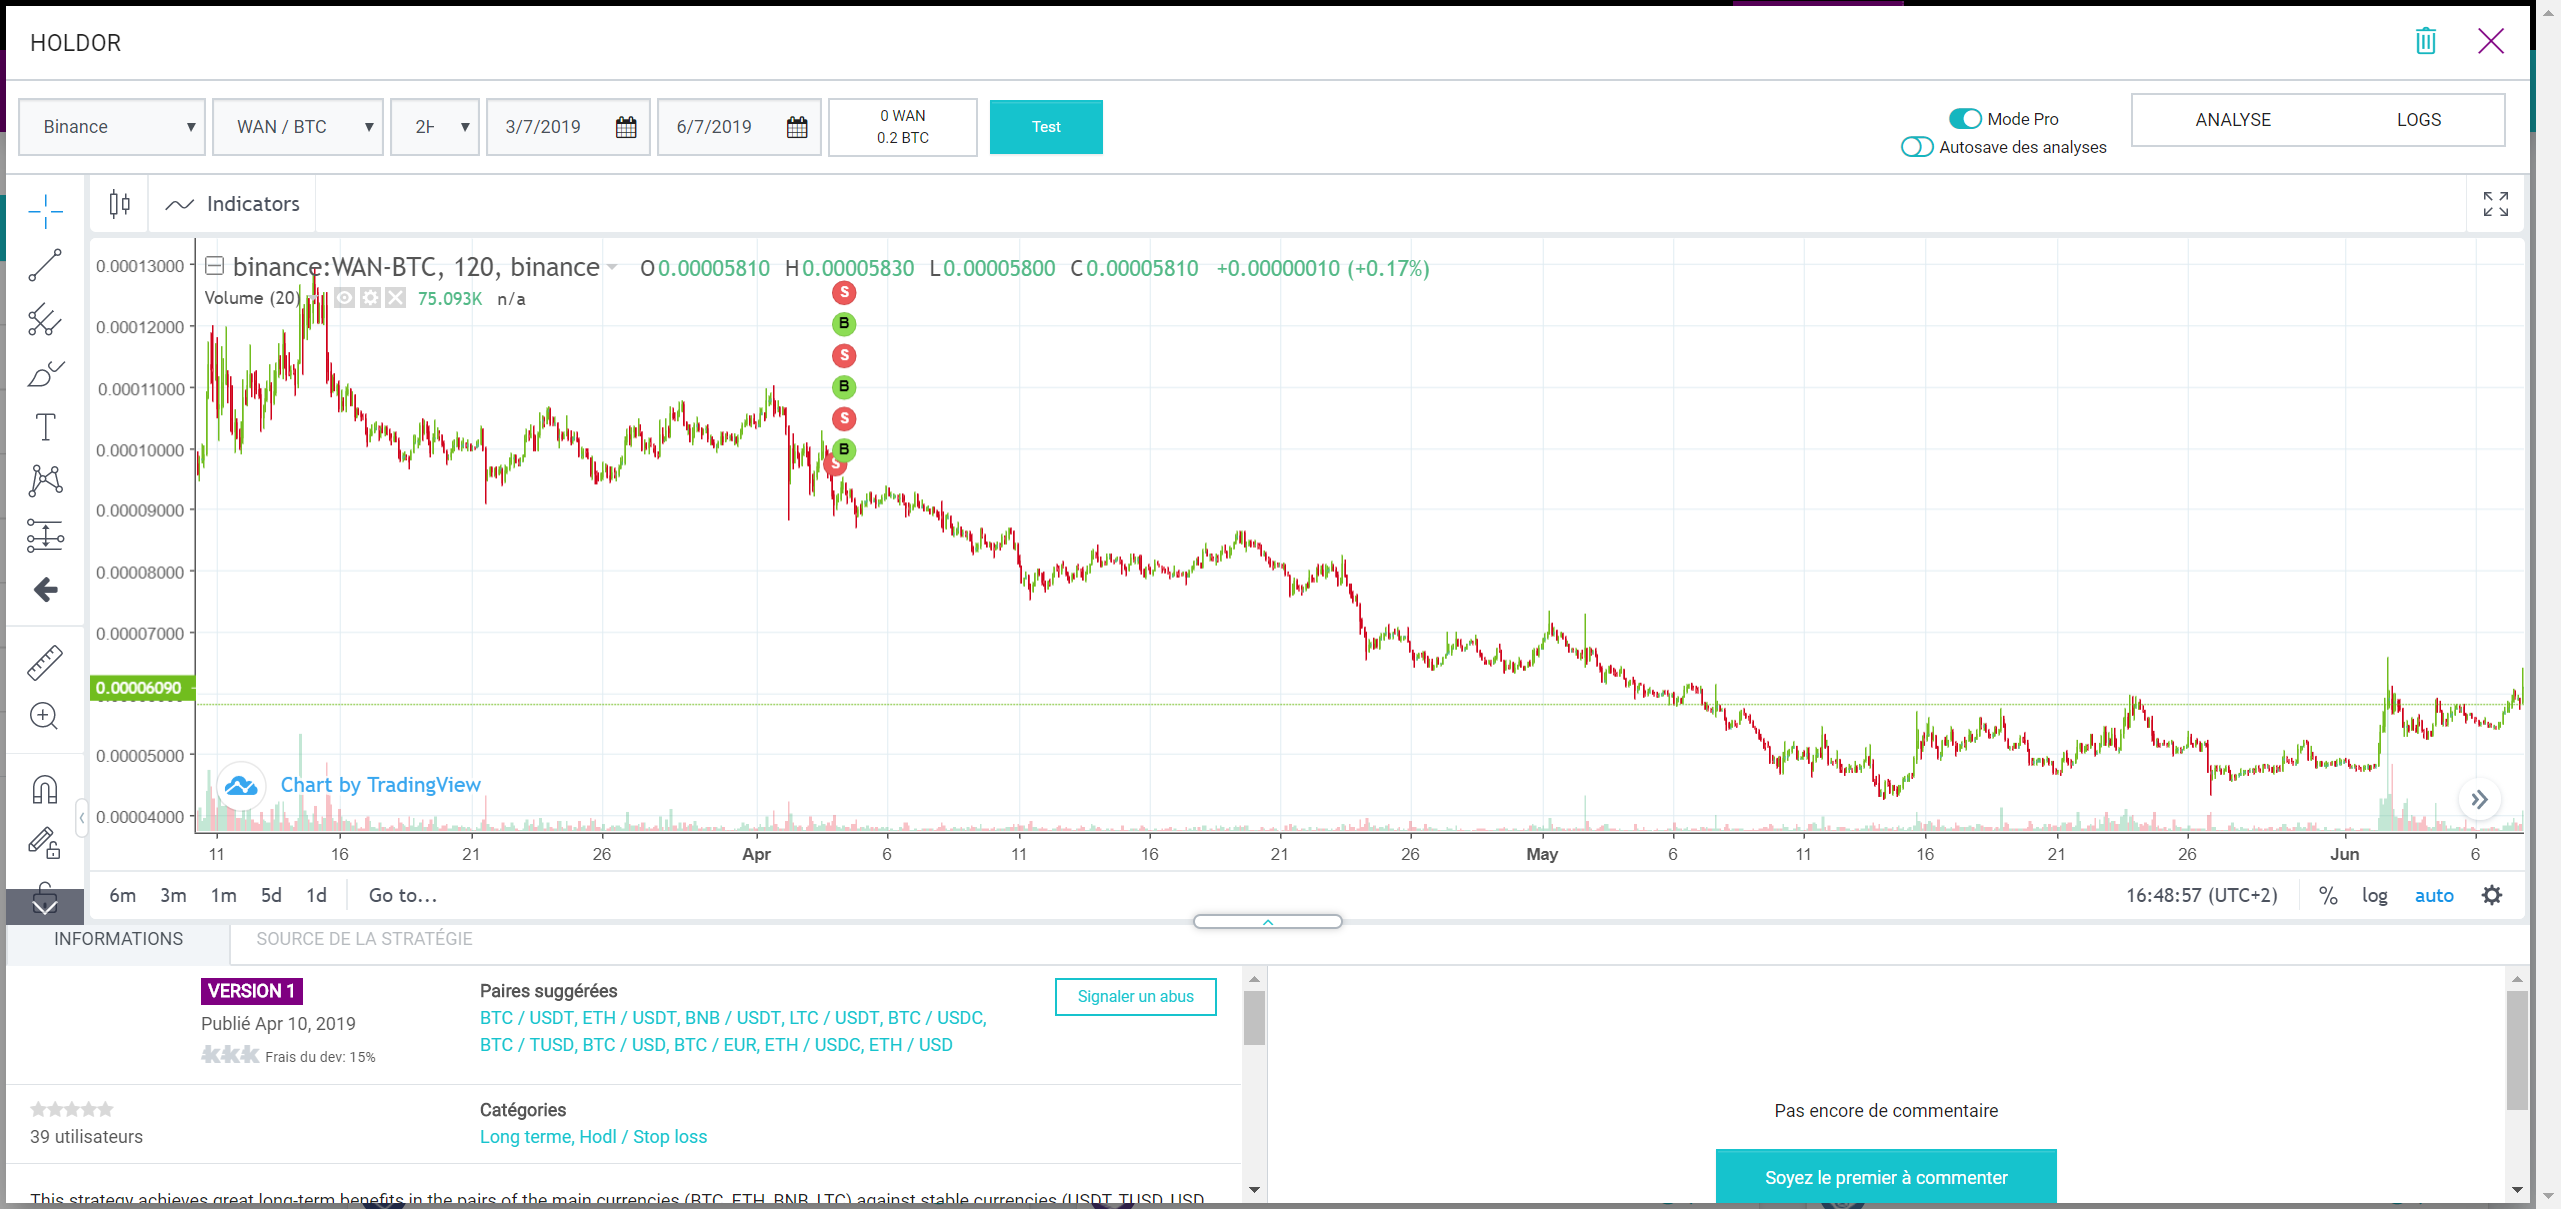 HOLDOR
Binance
WAN / BTC
2H
3/7/2019
6/7/2019
0 WAN
0.2 BTC
Test
Mode Pro
Autosave des analyses
ANALYSE
LOGS
Indicators
binance:WAN-BTC, 120, binance O0.00005810 H0.00005830 L0.00005800 C0.00005810 +0.00000010 (+0.17%)
Volume (20) 75.093K n/a
S
B
S
B
S
B
S
0.00013000
0.00012000
0.00011000
0.00010000
0.00009000
0.00008000
0.00007000
0.00006090
0.00005000
0.00004000
Chart by TradingView
11 16 21 26 Apr 6 11 16 21 26 May 6 11 16 21 26 Jun 6
6m 3m 1m 5d 1d Go to...
16:48:57 (UTC+2) % log auto
INFORMATIONS
SOURCE DE LA STRATÉGIE
VERSION 1
Publié Apr 10, 2019
Frais du dev: 15%
Paires suggérées
BTC / USDT, ETH / USDT, BNB / USDT, LTC / USDT, BTC / USDC,
BTC / TUSD, BTC / USD, BTC / EUR, ETH / USDC, ETH / USD
Signaler un abus
39 utilisateurs
Catégories
Long terme, Hodl / Stop loss
This strategy achieves great long-term benefits in the pairs of the main currencies (BTC, ETH, BNB, LTC) against stable currencies (USDT, TUSD, USD,
Pas encore de commentaire
Soyez le premier à commenter